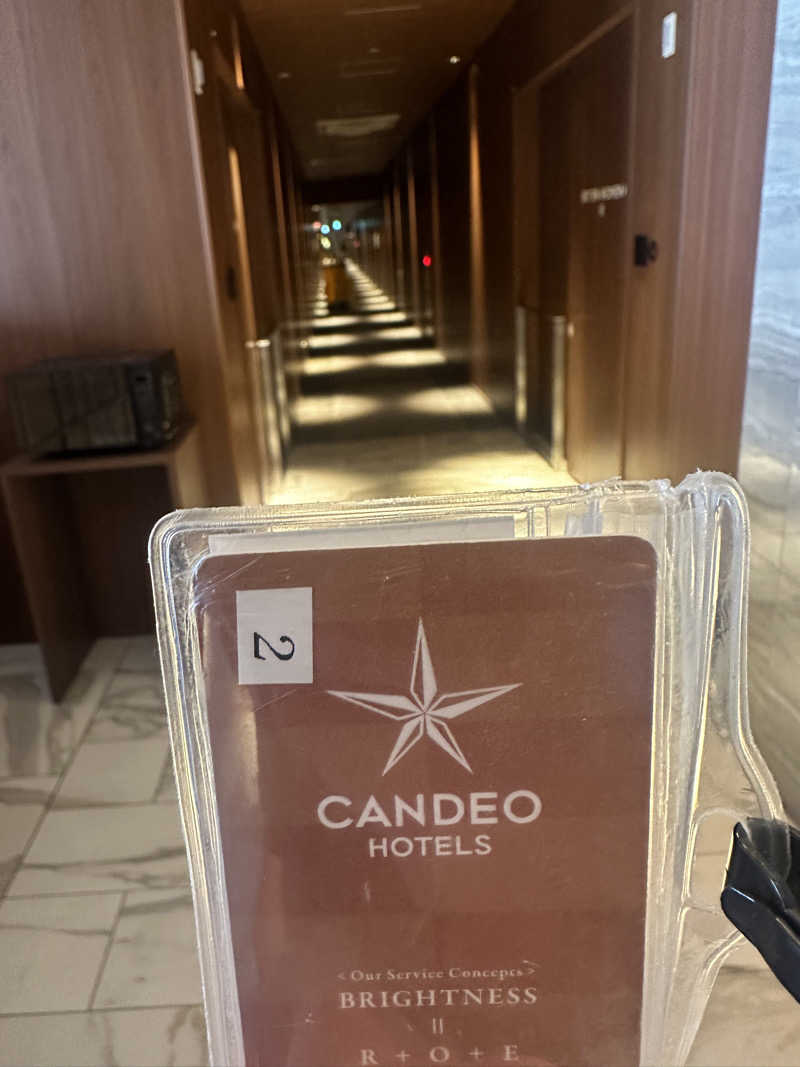 2
CANDEO
HOTELS
<Our Service Concepts>
BRIGHTNESS
=
R + O + E